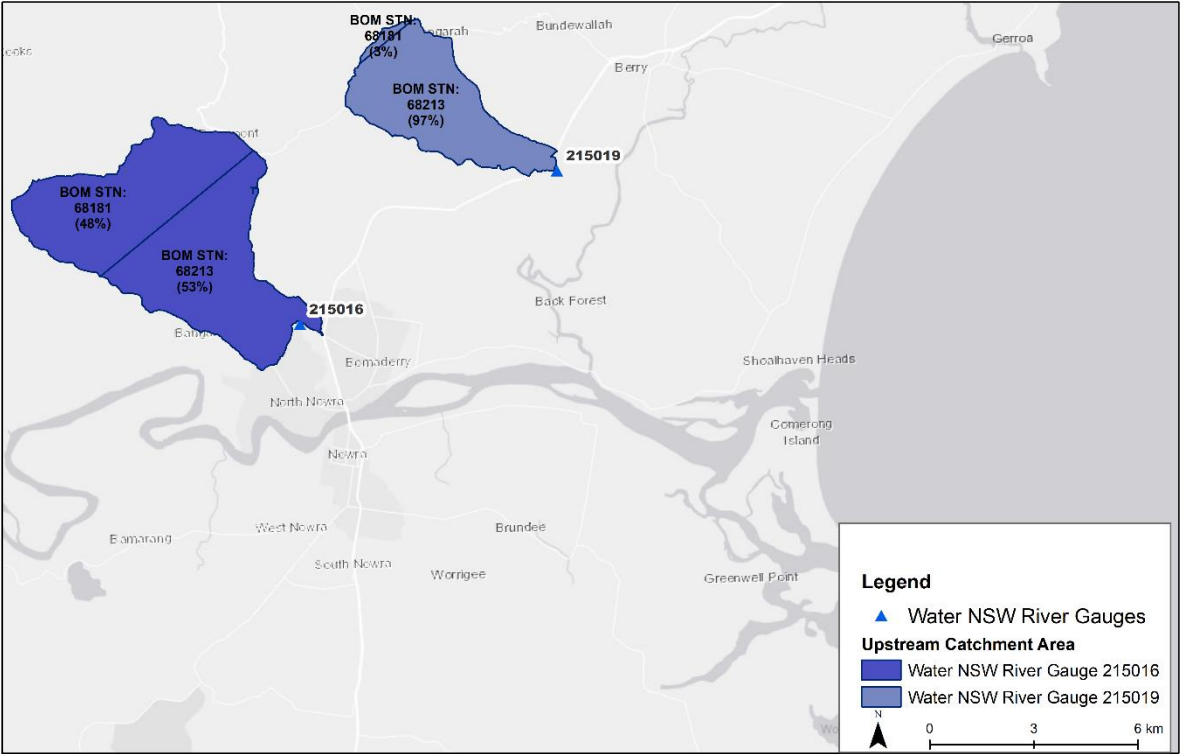 BOM STN:
68181
(3%)
ogarah
Bundewallah
Gerroa
Berry
BOM STN:
68213
(97%)
215019
mont
BOM STN:
68181
(48%)
BOM STN:
68213
(53%)
215016
Back Forest
Bomaderry
Shoalhaven Heads
North Nowra
Comerong
Island
Nowra
West Nowra
Brundee
Bamarang
South Nowra
Worrigee
Greenwell Point
Legend
Water NSW River Gauges
Upstream Catchment Area
Water NSW River Gauge 215016
Water NSW River Gauge 215019
N
0 3 6 km